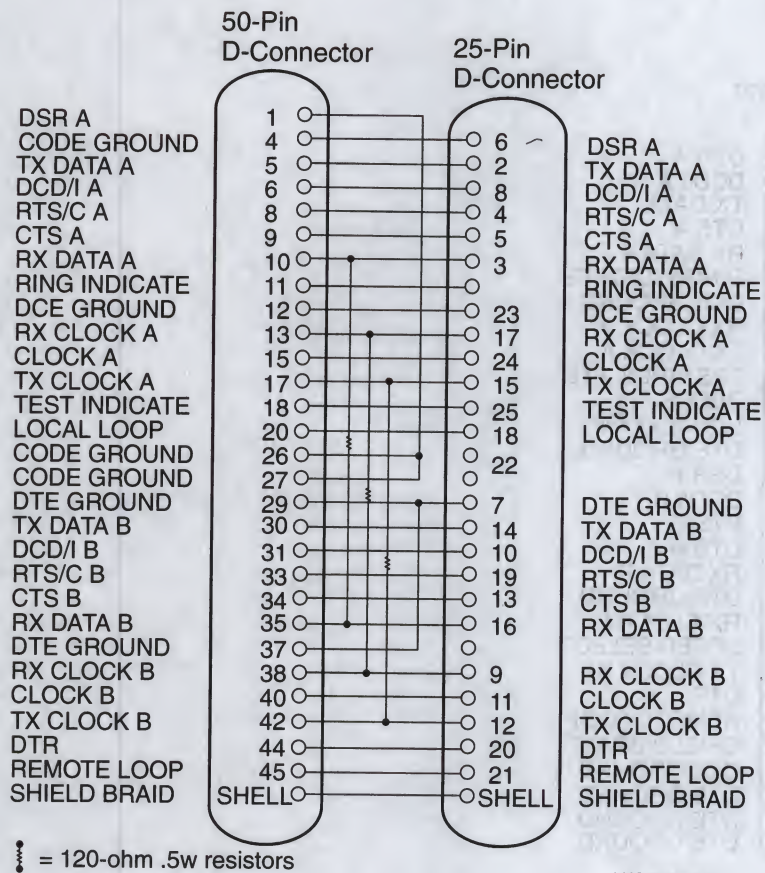 50-Pin
D-Connector
25-Pin
D-Connector
DSR A 1
CODE GROUND 4 6 DSR A
TX DATA A 5 2 TX DATA A
DCD/I A 6 8 DCD/I A
RTS/C A 8 4 RTS/C A
CTS A 9 5 CTS A
RX DATA A 10 3 RX DATA A
RING INDICATE 11 RING INDICATE
DCE GROUND 12 23 DCE GROUND
RX CLOCK A 13 17 RX CLOCK A
CLOCK A 15 24 CLOCK A
TX CLOCK A 17 15 TX CLOCK A
TEST INDICATE 18 25 TEST INDICATE
LOCAL LOOP 20 18 LOCAL LOOP
CODE GROUND 26 22
CODE GROUND 27
DTE GROUND 29 7 DTE GROUND
TX DATA B 30 14 TX DATA B
DCD/I B 31 10 DCD/I B
RTS/C B 33 19 RTS/C B
CTS B 34 13 CTS B
RX DATA B 35 16 RX DATA B
DTE GROUND 37
RX CLOCK B 38 9 RX CLOCK B
CLOCK B 40 11 CLOCK B
TX CLOCK B 42 12 TX CLOCK B
DTR 44 20 DTR
REMOTE LOOP 45 21 REMOTE LOOP
SHIELD BRAID SHELL SHELL SHIELD BRAID
= 120-ohm .5w resistors